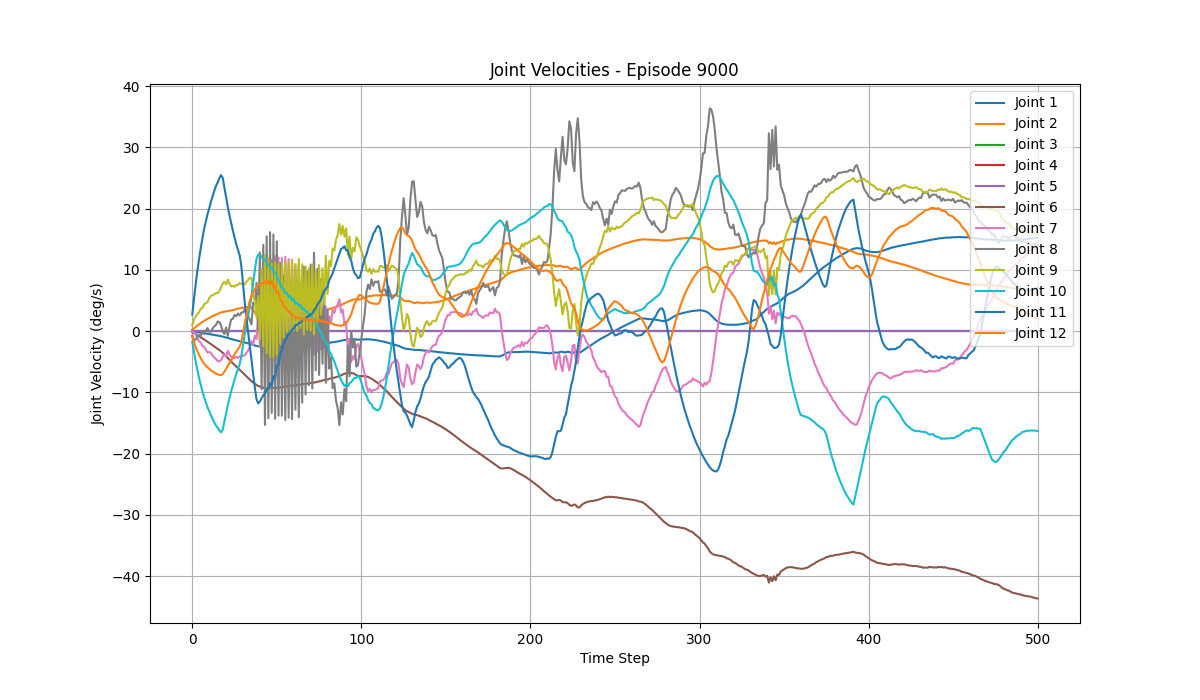 Joint Velocities - Episode 9000
40
30
20
10
0
−10
−20
−30
−40
Joint Velocity (deg/s)
0
100
200
300
400
500
Time Step
Joint 1
Joint 2
Joint 3
Joint 4
Joint 5
Joint 6
Joint 7
Joint 8
Joint 9
Joint 10
Joint 11
Joint 12